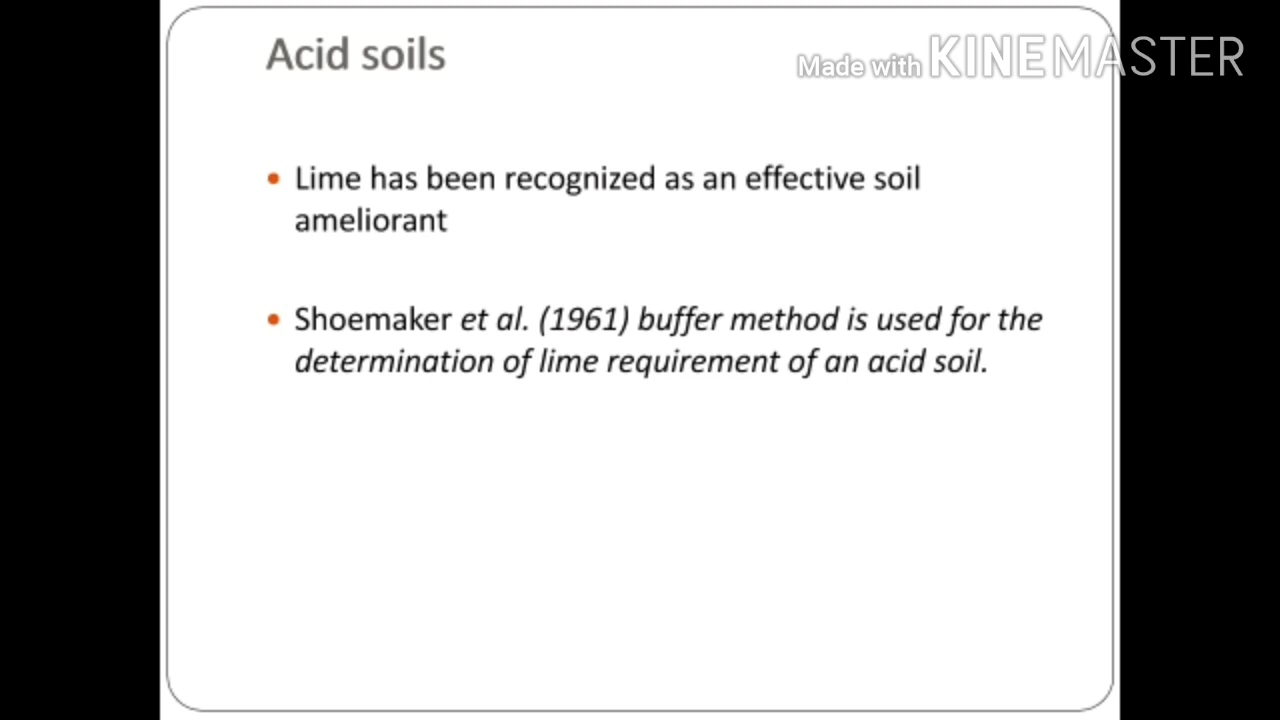 Acid soils
Made with KINEMASTER
• Lime has been recognized as an effective soil
ameliorant
• Shoemaker et al. (1961) buffer method is used for the
determination of lime requirement of an acid soil.